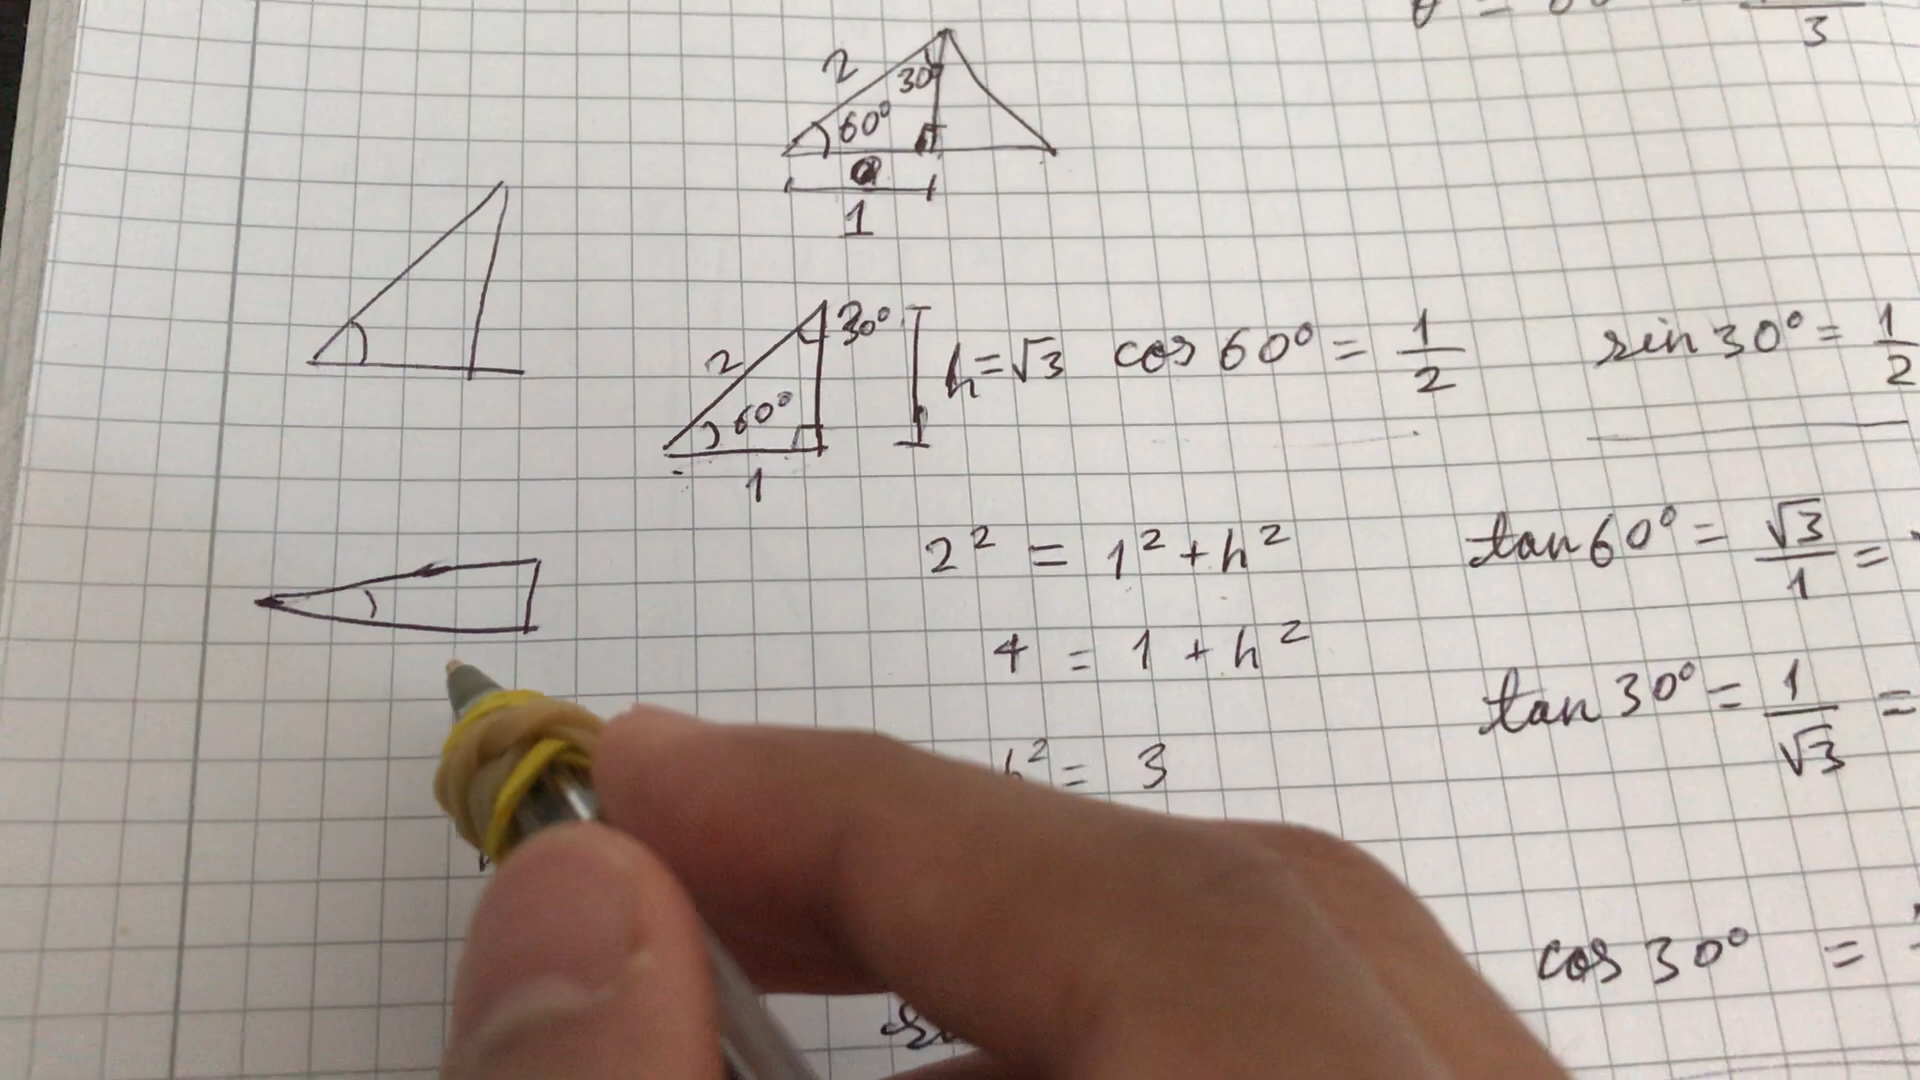 θ =
3
2
30°
60°
1
2
30°
60°
1
h = √3
cos 60° = 1/2
sin 30° = 1/2
2² = 1² + h²
tan 60° = √3/1 =
4 = 1 + h²
tan 30° = 1/√3 =
h² = 3
cos 30° =